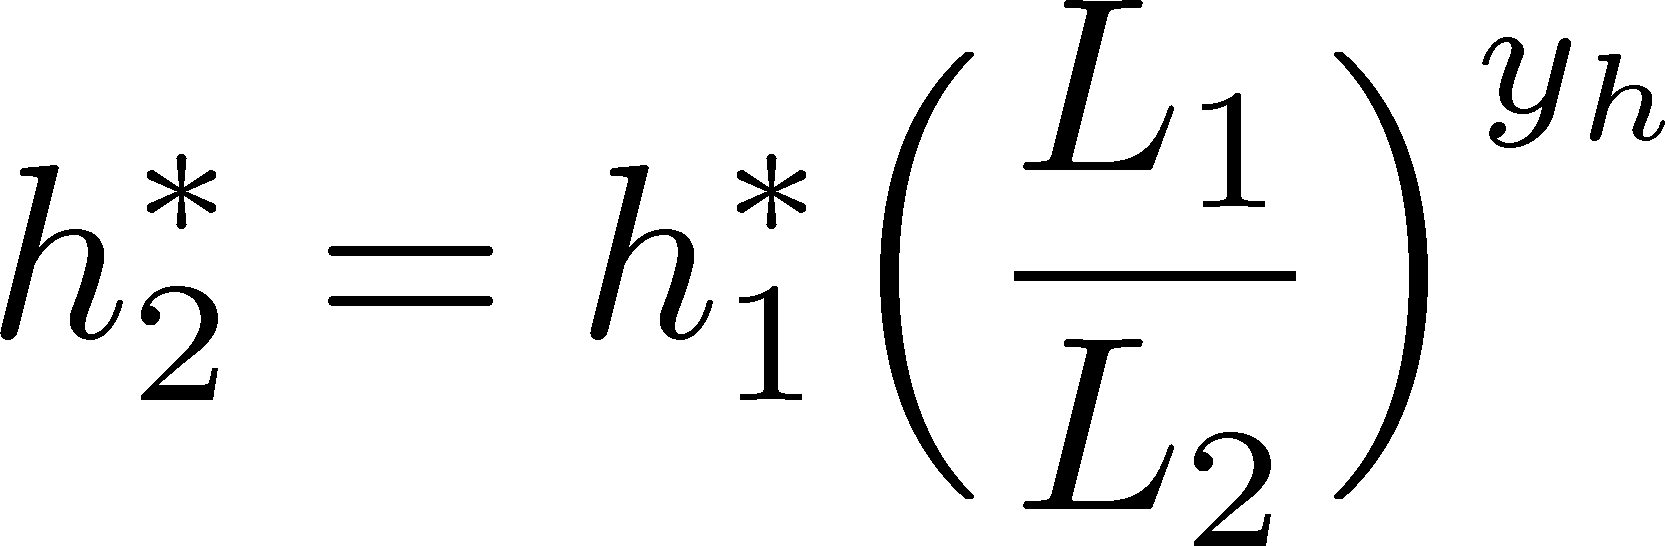 h_2^* = h_1^* \left( \frac{L_1}{L_2} \right)^{y_h}